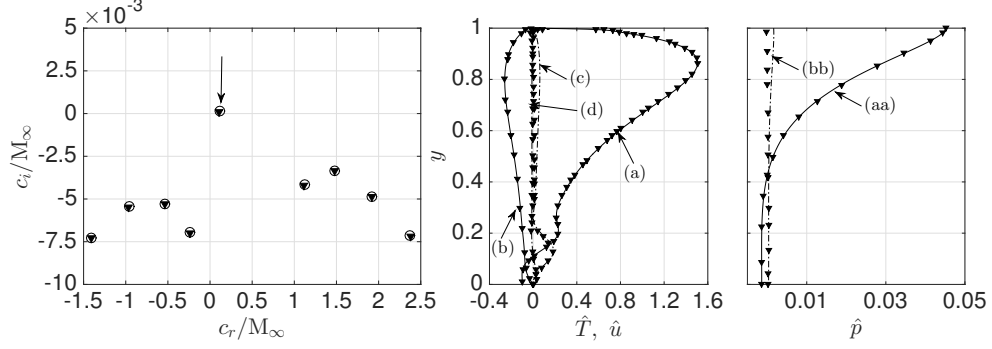 ×10⁻³
5
2.5
0
-2.5
-5
-7.5
-10
c_i/M_∞
-1.5 -1 -0.5 0 0.5 1 1.5 2 2.5
c_r/M_∞
1
0.8
0.6
0.4
0.2
0
y
(c)
(d)
(a)
(b)
-0.4 0 0.4 0.8 1.2 1.6
T̂, û
(bb)
(aa)
0.01 0.03 0.05
p̂